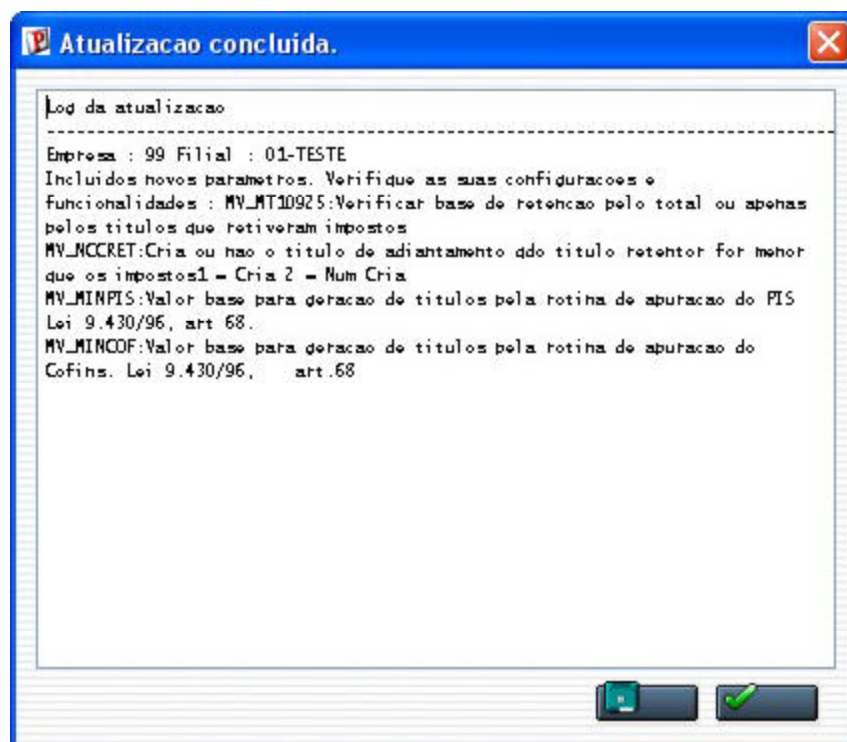 Atualizacao concluida.
Log da atualizacao
--------------------------------------------------------------------------------
Empresa : 99 Filial : 01-TESTE
Incluidos novos parametros. Verifique as suas configuracoes e
funcionalidades : MV_MT10925:Verificar base de retencao pelo total ou apenas
pelos titulos que retiveram impostos
MV_NCCRET:Cria ou nao o titulo de adiantamento qdo titulo retentor for menor
que os impostos1 = Cria 2 = Num Cria
MV_MINPIS:Valor base para geracao de titulos pela rotina de apuracao do PIS
Lei 9.430/96, art 68.
MV_MINCOF:Valor base para geracao de titulos pela rotina de apuracao do
Cofins. Lei 9.430/96,    art.68